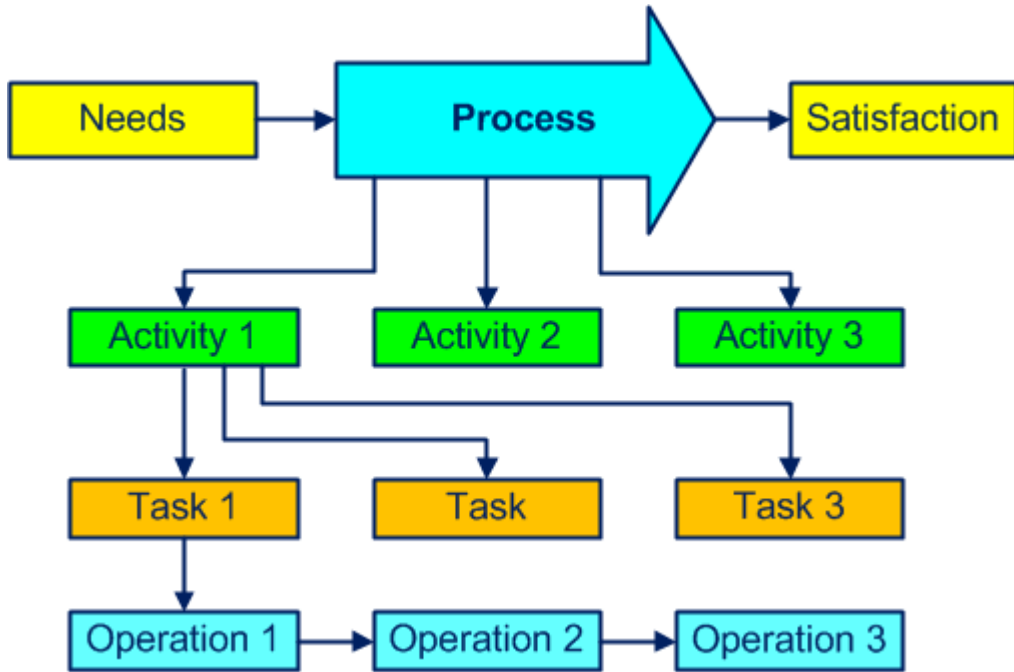 Needs
Process
Satisfaction
Activity 1
Activity 2
Activity 3
Task 1
Task
Task 3
Operation 1
Operation 2
Operation 3